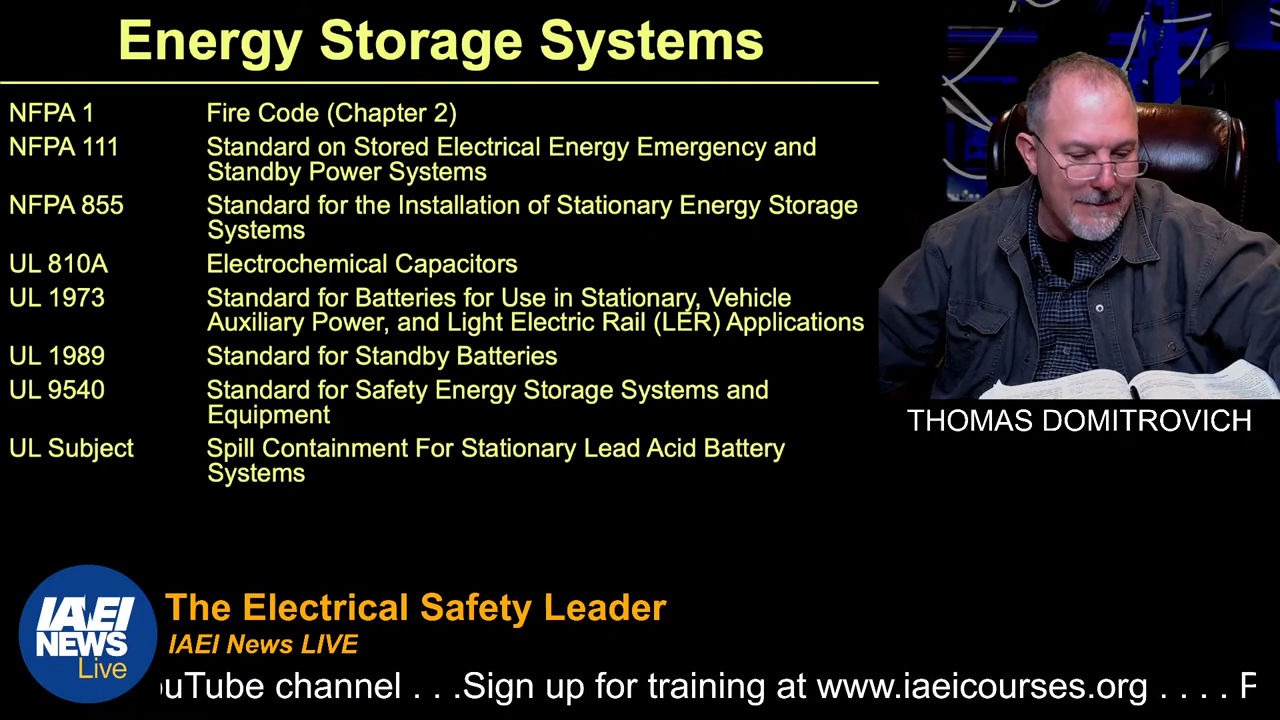 Energy Storage Systems
NFPA 1 Fire Code (Chapter 2)
NFPA 111 Standard on Stored Electrical Energy Emergency and
Standby Power Systems
NFPA 855 Standard for the Installation of Stationary Energy Storage
Systems
UL 810A Electrochemical Capacitors
UL 1973 Standard for Batteries for Use in Stationary, Vehicle
Auxiliary Power, and Light Electric Rail (LER) Applications
UL 1989 Standard for Standby Batteries
UL 9540 Standard for Safety Energy Storage Systems and
Equipment
UL Subject Spill Containment For Stationary Lead Acid Battery
Systems
THOMAS DOMITROVICH
IAEI
NEWS
Live
The Electrical Safety Leader
IAEI News LIVE
ouTube channel . . .Sign up for training at www.iaeicourses.org . . . . F